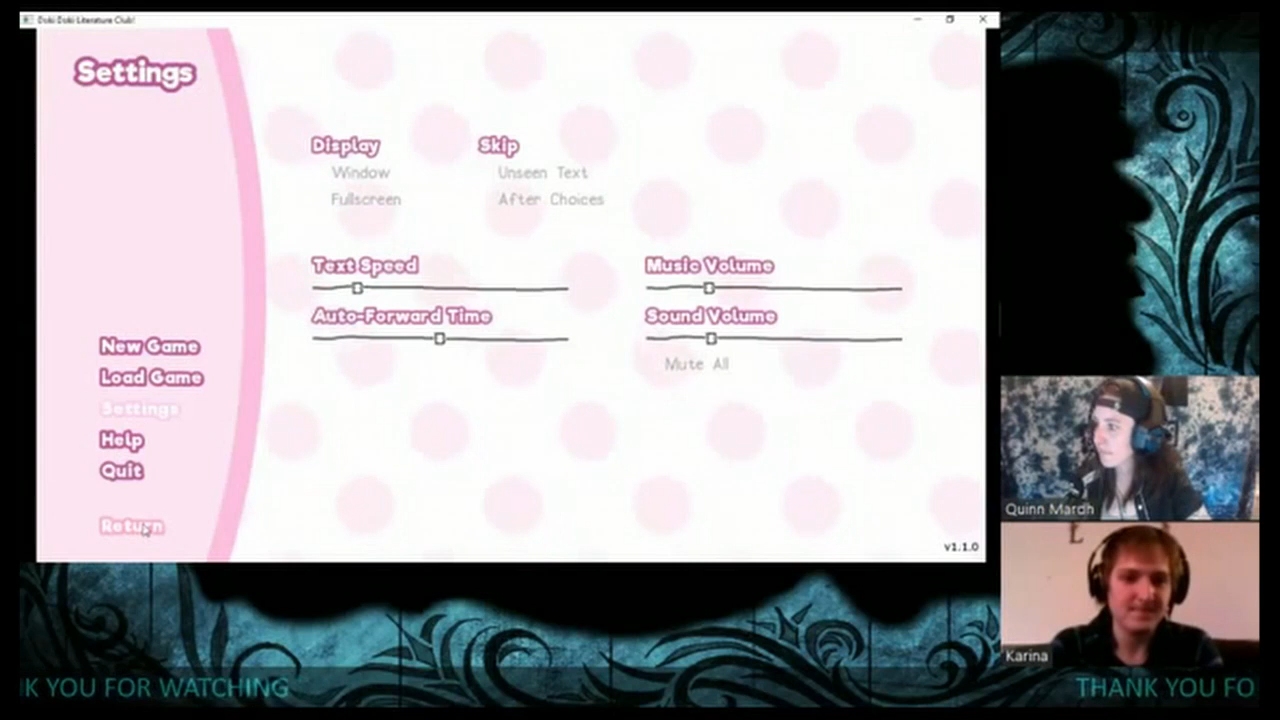 Doki Doki Literature Club!
Settings
Display
Window
Fullscreen
Skip
Unseen Text
After Choices
Text Speed
Auto-Forward Time
Music Volume
Sound Volume
Mute All
New Game
Load Game
Settings
Help
Quit
Return
v1.1.0
Quinn March
Karina
K YOU FOR WATCHING
THANK YOU FO